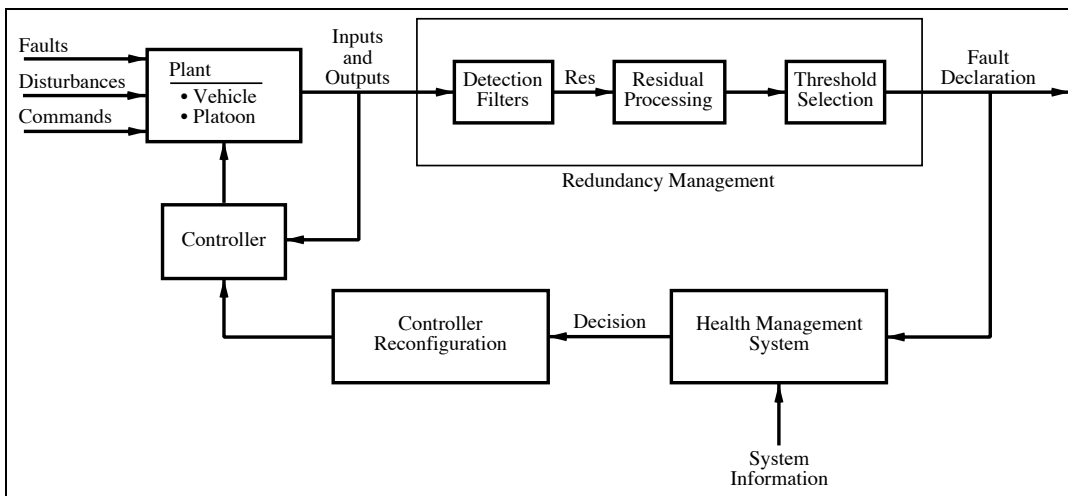 Faults
Disturbances
Commands
Plant
• Vehicle
• Platoon
Inputs
and
Outputs
Detection
Filters
Res
Residual
Processing
Threshold
Selection
Fault
Declaration
Redundancy Management
Controller
Controller
Reconfiguration
Decision
Health Management
System
System
Information